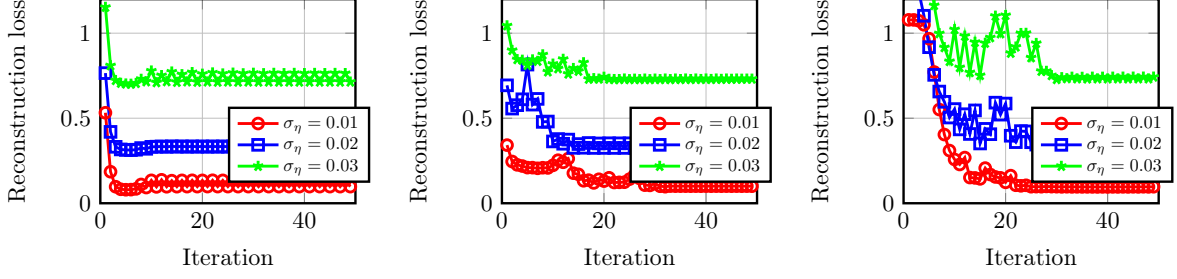 Reconstruction loss
1
0.5
0
0
20
40
Iteration
σ_η = 0.01
σ_η = 0.02
σ_η = 0.03
Reconstruction loss
1
0.5
0
0
20
40
Iteration
σ_η = 0.01
σ_η = 0.02
σ_η = 0.03
Reconstruction loss
1
0.5
0
0
20
40
Iteration
σ_η = 0.01
σ_η = 0.02
σ_η = 0.03